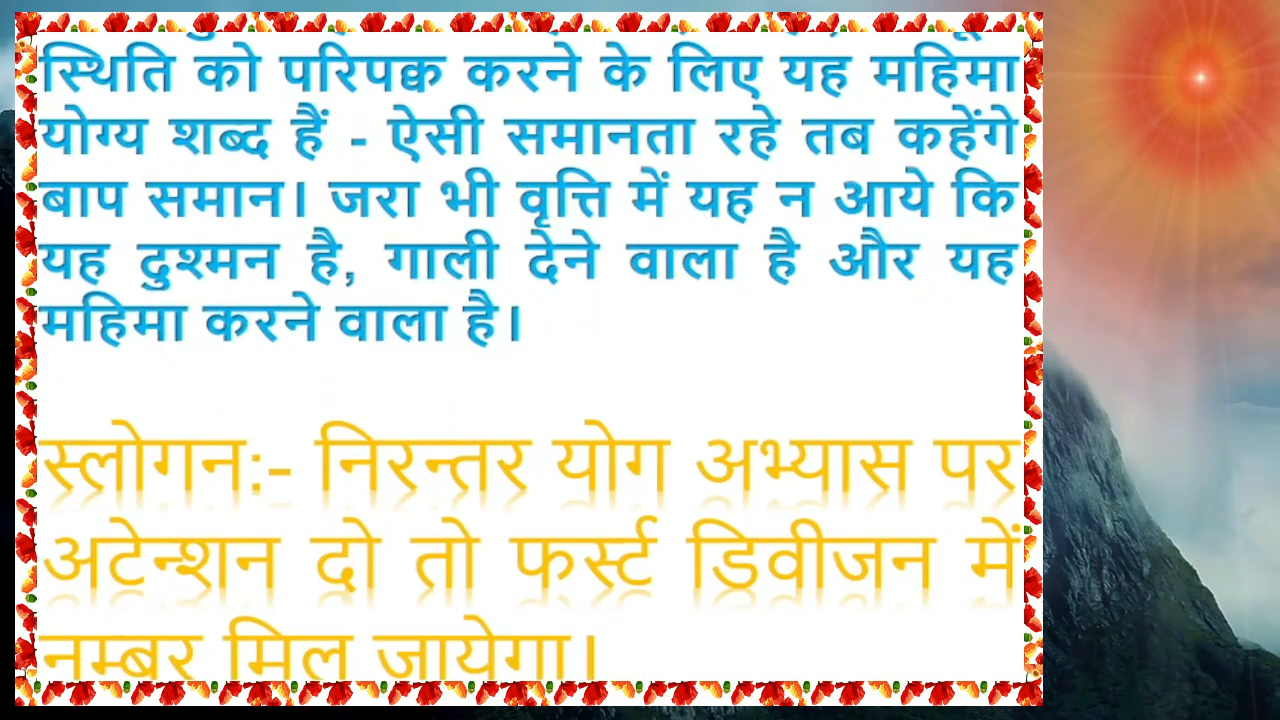 स्थिति को परिपक्व करने के लिए यह महिमा
योग्य शब्द हैं - ऐसी समानता रहे तब कहेंगे
बाप समान। जरा भी वृत्ति में यह न आये कि
यह दुश्मन है, गाली देने वाला है और यह
महिमा करने वाला है।
स्लोगन:- निरन्तर योग अभ्यास पर
अटेन्शन दो तो फर्स्ट डिवीजन में
नम्बर मिल जायेगा।